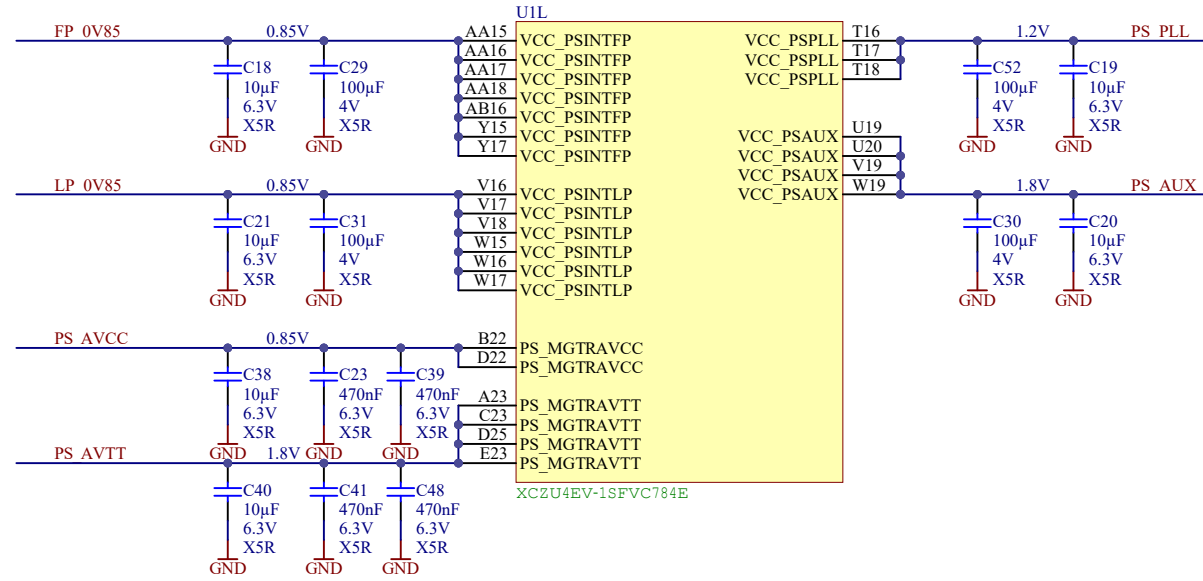 U1L
FP_0V85 0.85V AA15 VCC_PSINTFP VCC_PSPLL T16 1.2V PS_PLL
AA16 VCC_PSINTFP VCC_PSPLL T17
C18 C29 AA17 VCC_PSINTFP VCC_PSPLL T18 C52 C19
10µF 100µF AA18 VCC_PSINTFP 100µF 10µF
6.3V 4V AB16 VCC_PSINTFP 4V 6.3V
X5R X5R Y15 VCC_PSINTFP VCC_PSAUX U19 X5R X5R
GND GND Y17 VCC_PSINTFP VCC_PSAUX U20 GND GND
VCC_PSAUX V19
LP_0V85 0.85V V16 VCC_PSINTLP VCC_PSAUX W19 1.8V PS_AUX
V17 VCC_PSINTLP
C21 C31 V18 VCC_PSINTLP C30 C20
10µF 100µF W15 VCC_PSINTLP 100µF 10µF
6.3V 4V W16 VCC_PSINTLP 4V 6.3V
X5R X5R W17 VCC_PSINTLP X5R X5R
GND GND GND GND
PS_AVCC 0.85V B22 PS_MGTRAVCC
D22 PS_MGTRAVCC
C38 C23 C39
10µF 470nF 470nF A23 PS_MGTRAVTT
6.3V 6.3V 6.3V C23 PS_MGTRAVTT
X5R X5R X5R D25 PS_MGTRAVTT
GND GND GND
PS_AVTT 1.8V E23 PS_MGTRAVTT
XCZU4EV-1SFVC784E
C40 C41 C48
10µF 470nF 470nF
6.3V 6.3V 6.3V
X5R X5R X5R
GND GND GND